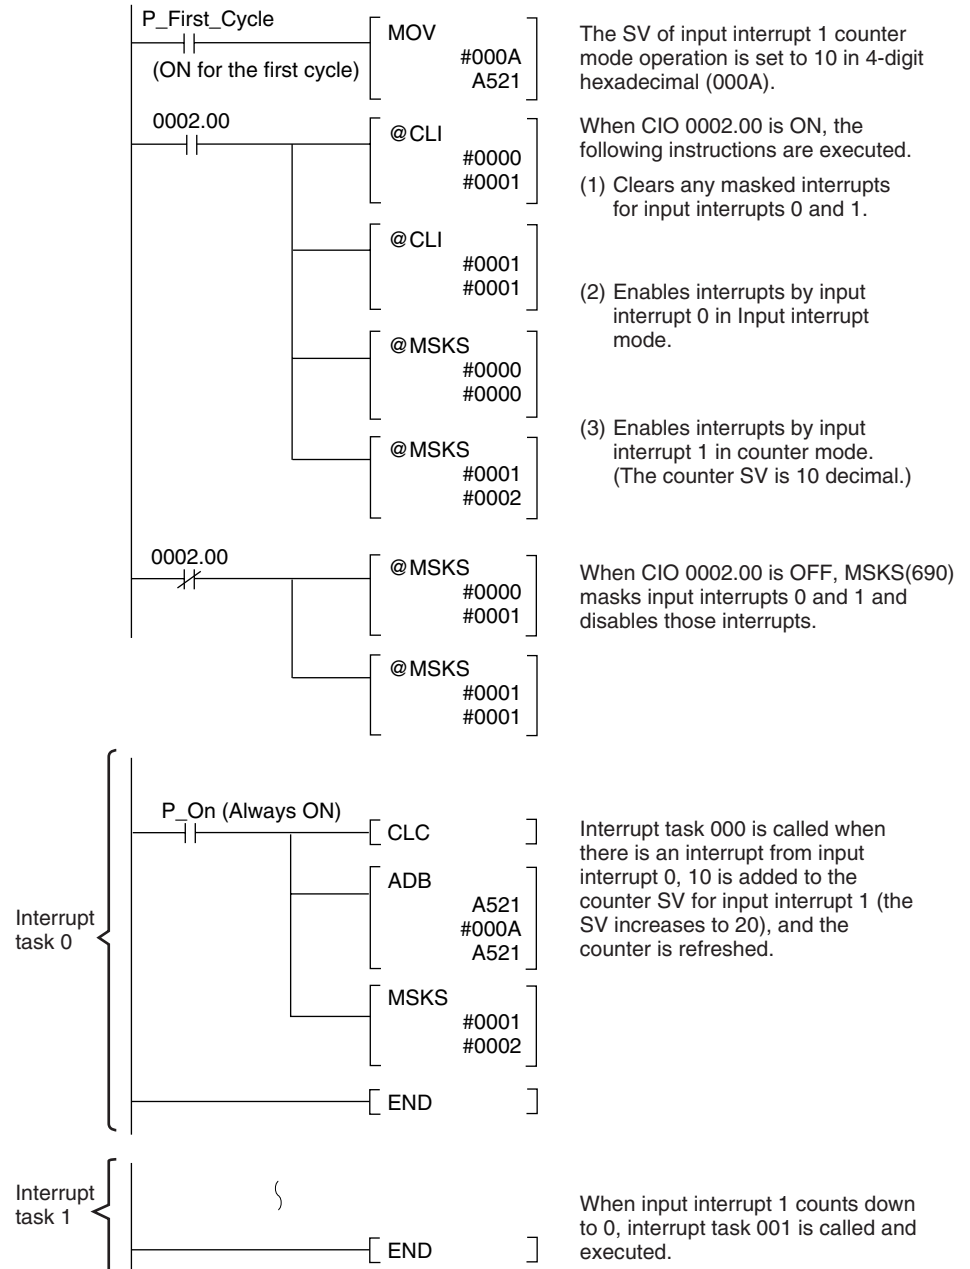 P_First_Cycle
(ON for the first cycle)
MOV
#000A
A521
The SV of input interrupt 1 counter
mode operation is set to 10 in 4-digit
hexadecimal (000A).
0002.00
@CLI
#0000
#0001
When CIO 0002.00 is ON, the
following instructions are executed.
(1) Clears any masked interrupts
for input interrupts 0 and 1.
@CLI
#0001
#0001
(2) Enables interrupts by input
interrupt 0 in Input interrupt
mode.
@MSKS
#0000
#0000
(3) Enables interrupts by input
interrupt 1 in counter mode.
(The counter SV is 10 decimal.)
@MSKS
#0001
#0002
0002.00
@MSKS
#0000
#0001
When CIO 0002.00 is OFF, MSKS(690)
masks input interrupts 0 and 1 and
disables those interrupts.
@MSKS
#0001
#0001
Interrupt
task 0
P_On (Always ON)
CLC
ADB
A521
#000A
A521
Interrupt task 000 is called when
there is an interrupt from input
interrupt 0, 10 is added to the
counter SV for input interrupt 1 (the
SV increases to 20), and the
counter is refreshed.
MSKS
#0001
#0002
END
Interrupt
task 1
END
When input interrupt 1 counts down
to 0, interrupt task 001 is called and
executed.